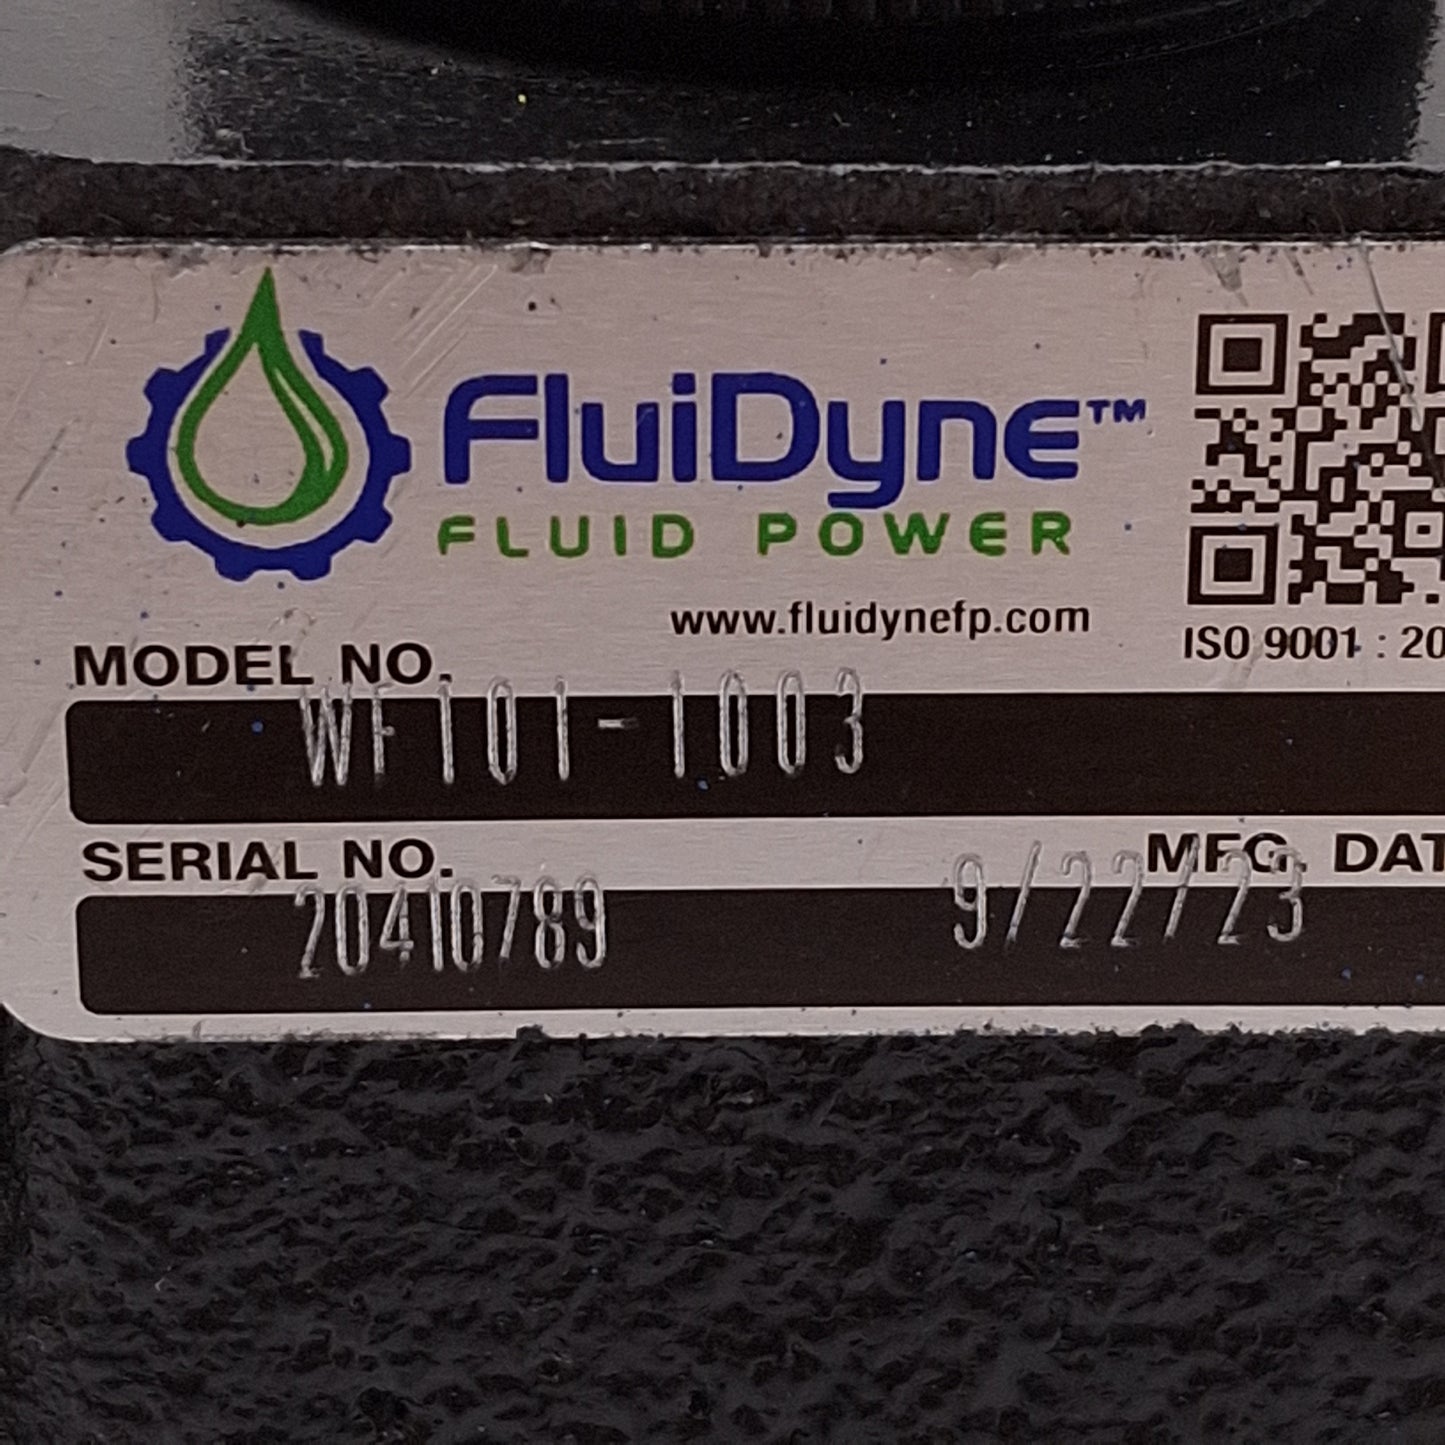 FluiDyne™
FLUID POWER
www.fluidynefp.com
ISO 9001 : 20
MODEL NO.
WF101-1003
SERIAL NO. MFG. DAT
20410789 9/22/23